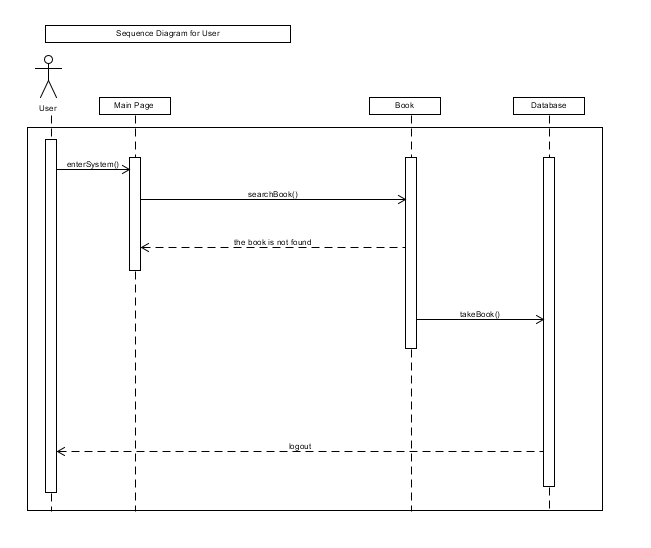 Sequence Diagram for User
User
Main Page
Book
Database
enterSystem()
searchBook()
the book is not found
takeBook()
logout